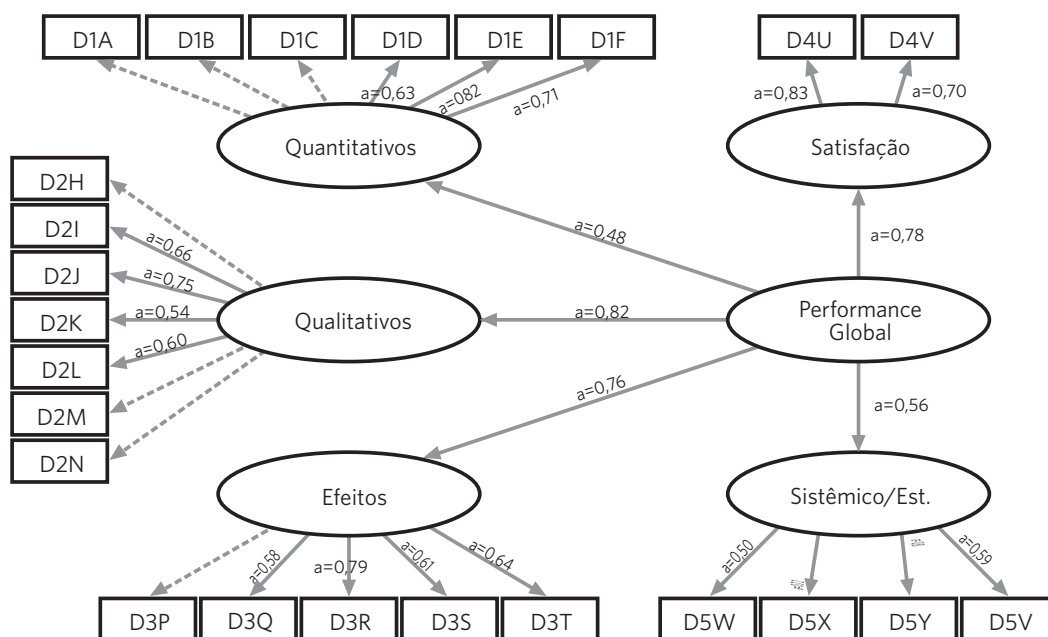 D1A D1B D1C D1D D1E D1F
D4U D4V
a=0,63 a=082 a=0,71
a=0,83 a=0,70
Quantitativos
Satisfação
D2H
D2I
D2J
D2K
D2L
D2M
D2N
a=0,66
a=0,75
a=0,54
a=0,60
a=0,48
a=0,78
Qualitativos
a=0,82
Performance
Global
a=0,76
a=0,56
Efeitos
Sistêmico/Est.
a=0,58 a=0,79 a=0,61 a=0,64
a=0,50 a=0,59
D3P D3Q D3R D3S D3T
D5W D5X D5Y D5V